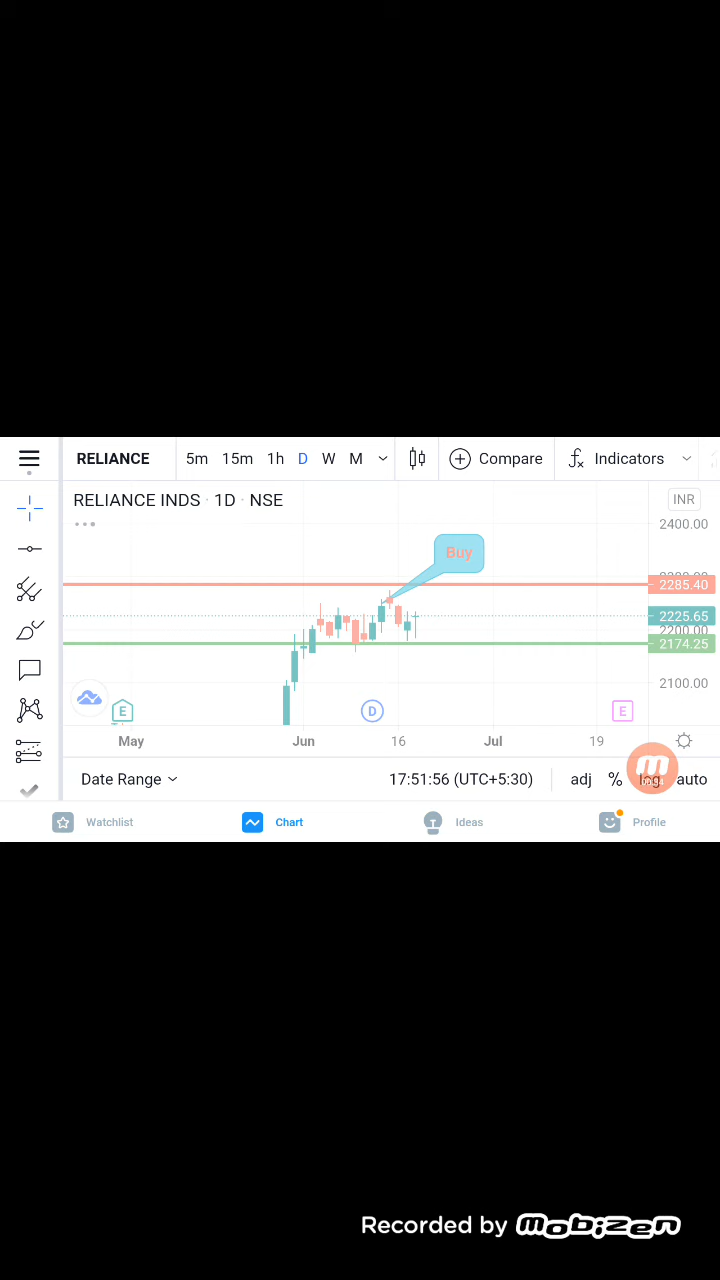 RELIANCE 5m 15m 1h D W M Compare Indicators
RELIANCE INDS · 1D · NSE
INR
2400.00
Buy
2285.40
2225.65
2200.00
2174.25
2100.00
E D E
May Jun 16 Jul 19
Date Range 17:51:56 (UTC+5:30) adj % log auto
Watchlist Chart Ideas Profile
Recorded by mobizen